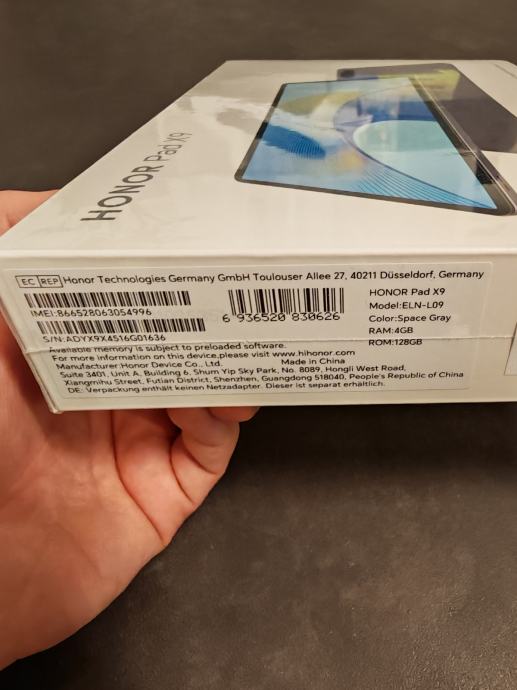 HONOR Pad X9
EC REP Honor Technologies Germany GmbH Toulouser Allee 27, 40211 Düsseldorf, Germany
IMEI:866528063054996
S/N:ADYX9X4516G01636
6 936520 830626
HONOR Pad X9
Model:ELN-L09
Color:Space Gray
RAM:4GB
ROM:128GB
Available memory is subject to preloaded software.
For more information on this device,please visit www.hihonor.com
Manufacturer:Honor Device Co., Ltd. Made in China
Suite 3401, Unit A, Building 6, Shum Yip Sky Park, No. 8089, Hongli West Road,
Xiangmihu Street, Futian District, Shenzhen, Guangdong 518040, People's Republic of China
DE: Verpackung enthält keinen Netzadapter. Dieser ist separat erhältlich.